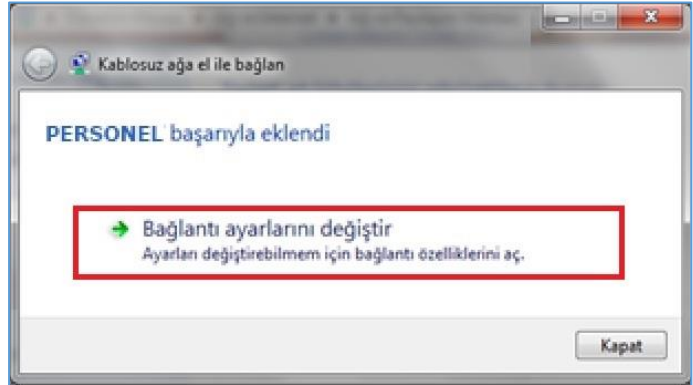 Kablosuz ağa el ile bağlan
PERSONEL başarıyla eklendi
Bağlantı ayarlarını değiştir
Ayarları değiştirebilmem için bağlantı özelliklerini aç.
Kapat